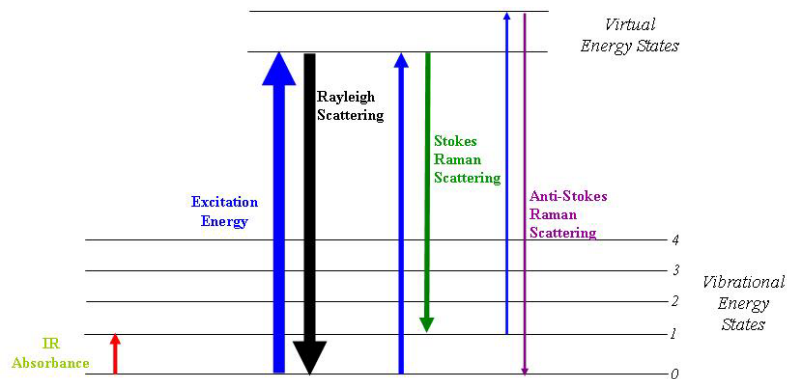 Virtual
Energy States
Rayleigh
Scattering
Stokes
Raman
Scattering
Excitation
Energy
Anti-Stokes
Raman
Scattering
4
3
2
1
0
Vibrational
Energy
States
IR
Absorbance